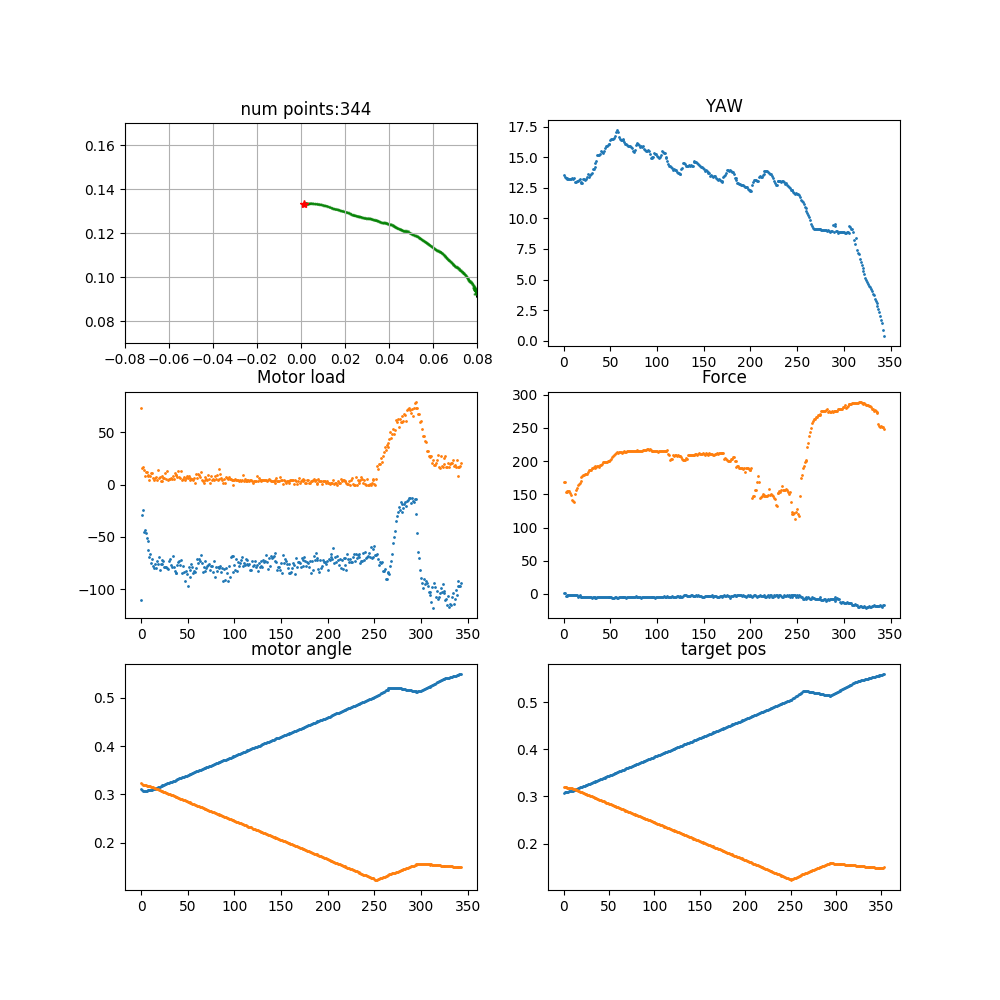 num points:344
0.16
0.14
0.12
0.10
0.08
−0.08 −0.06 −0.04 −0.02 0.00 0.02 0.04 0.06 0.08
YAW
17.5
15.0
12.5
10.0
7.5
5.0
2.5
0.0
0 50 100 150 200 250 300 350
Motor load
50
0
−50
−100
0 50 100 150 200 250 300 350
Force
300
250
200
150
100
50
0
0 50 100 150 200 250 300 350
motor angle
0.5
0.4
0.3
0.2
0 50 100 150 200 250 300 350
target pos
0.5
0.4
0.3
0.2
0 50 100 150 200 250 300 350